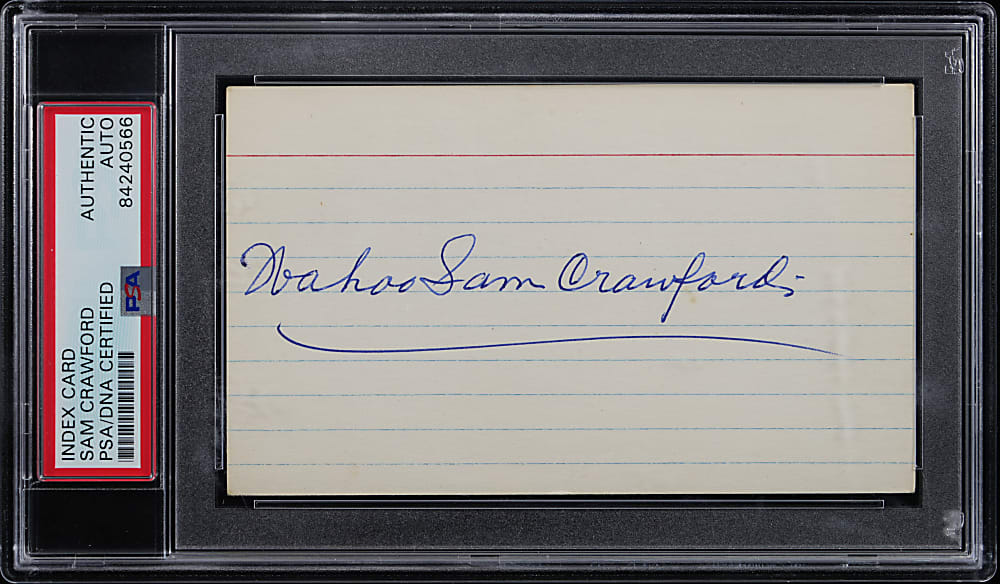 INDEX CARD
SAM CRAWFORD
PSA/DNA CERTIFIED
AUTHENTIC
AUTO
84240566
PSA
Wahoo Sam Crawford-